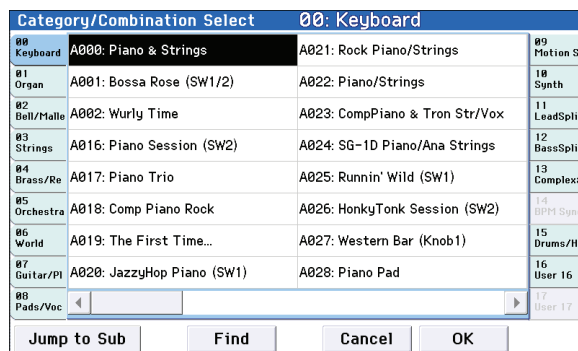 Category/Combination Select 00: Keyboard
00
Keyboard
01
Organ
02
Bell/Malle
03
Strings
04
Brass/Re
05
Orchestra
06
World
07
Guitar/Pl
08
Pads/Voc
A000: Piano & Strings
A001: Bossa Rose (SW1/2)
A002: Wurly Time
A016: Piano Session (SW2)
A017: Piano Trio
A018: Comp Piano Rock
A019: The First Time...
A020: JazzyHop Piano (SW1)
A021: Rock Piano/Strings
A022: Piano/Strings
A023: CompPiano & Tron Str/Vox
A024: SG-1D Piano/Ana Strings
A025: Runnin' Wild (SW1)
A026: HonkyTonk Session (SW2)
A027: Western Bar (Knob1)
A028: Piano Pad
09
Motion S
10
Synth
11
LeadSpli
12
BassSpli
13
Complex
14
BPM Syn
15
Drums/H
16
User 16
17
User 17
Jump to Sub
Find
Cancel
OK